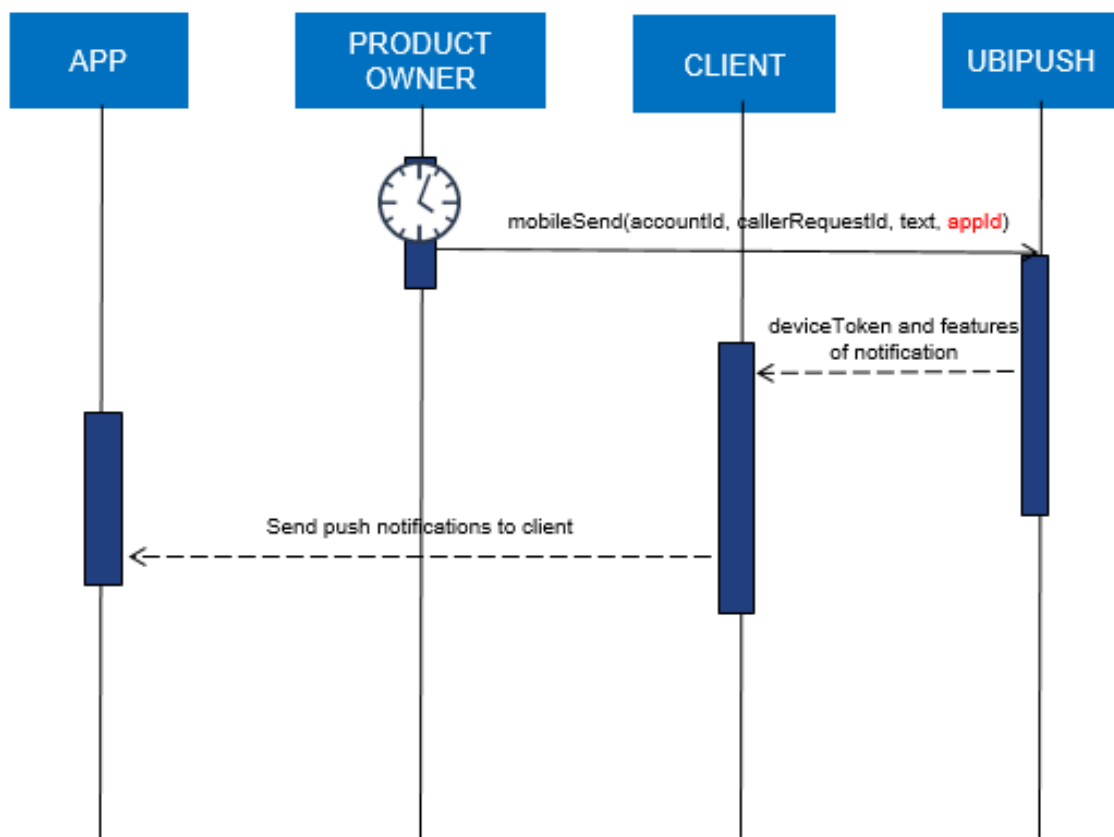 APP
PRODUCT
OWNER
CLIENT
UBIPUSH
mobileSend(accountId, callerRequestId, text, appId)
deviceToken and features
of notification
Send push notifications to client